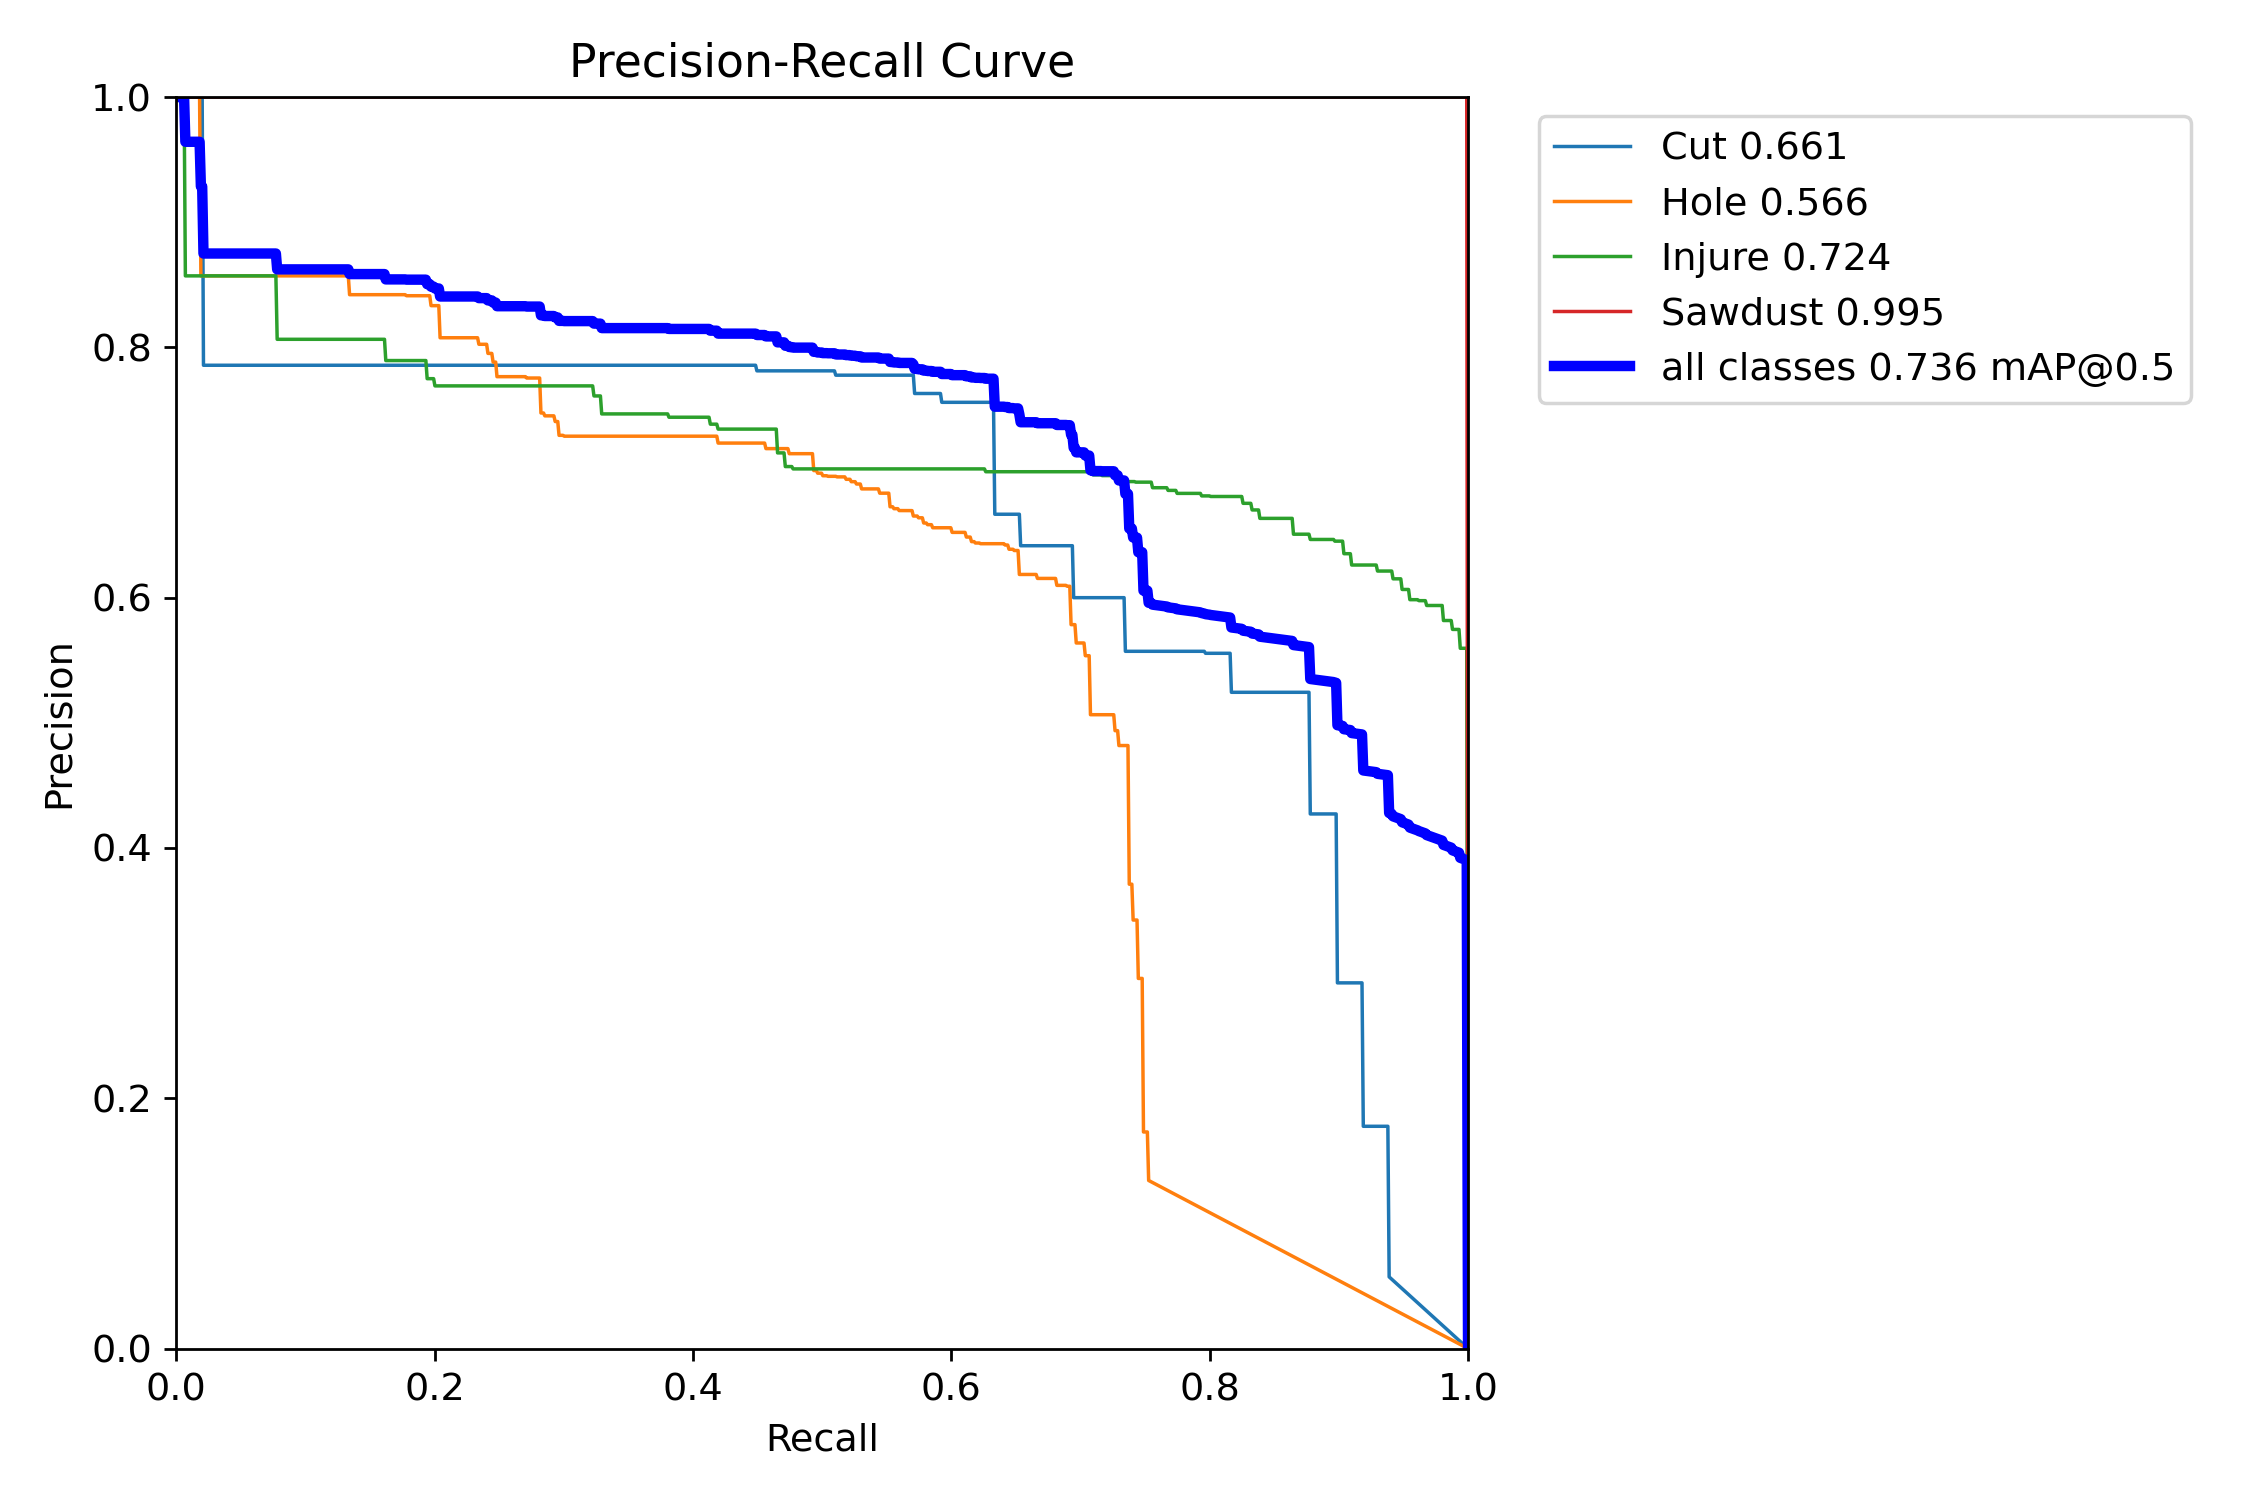 Precision-Recall Curve
1.0
0.8
0.6
0.4
0.2
0.0
Precision
0.0 0.2 0.4 0.6 0.8 1.0
Recall
Cut 0.661
Hole 0.566
Injure 0.724
Sawdust 0.995
all classes 0.736 mAP@0.5